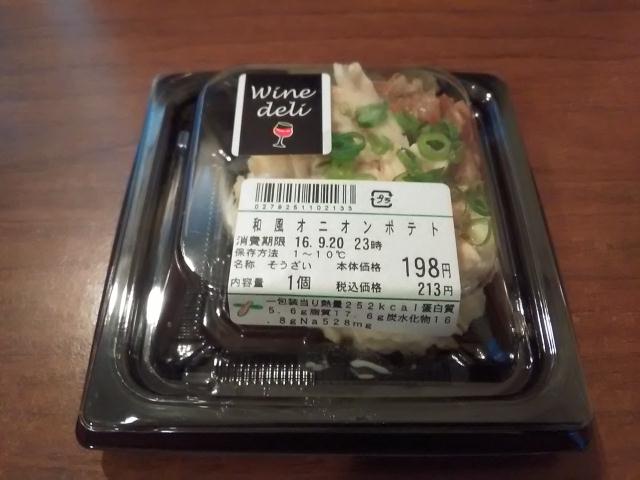 Wine
deli
0278251102135
プラ
和風オニオンポテト
消費期限 16.9.20 23時
保存方法 1~10℃
名称 そうざい 本体価格 198円
内容量 1個 税込価格 213円
一包装当り熱量252kcal蛋白質
5.6g脂質17.6g炭水化物16
.8gNa528mg